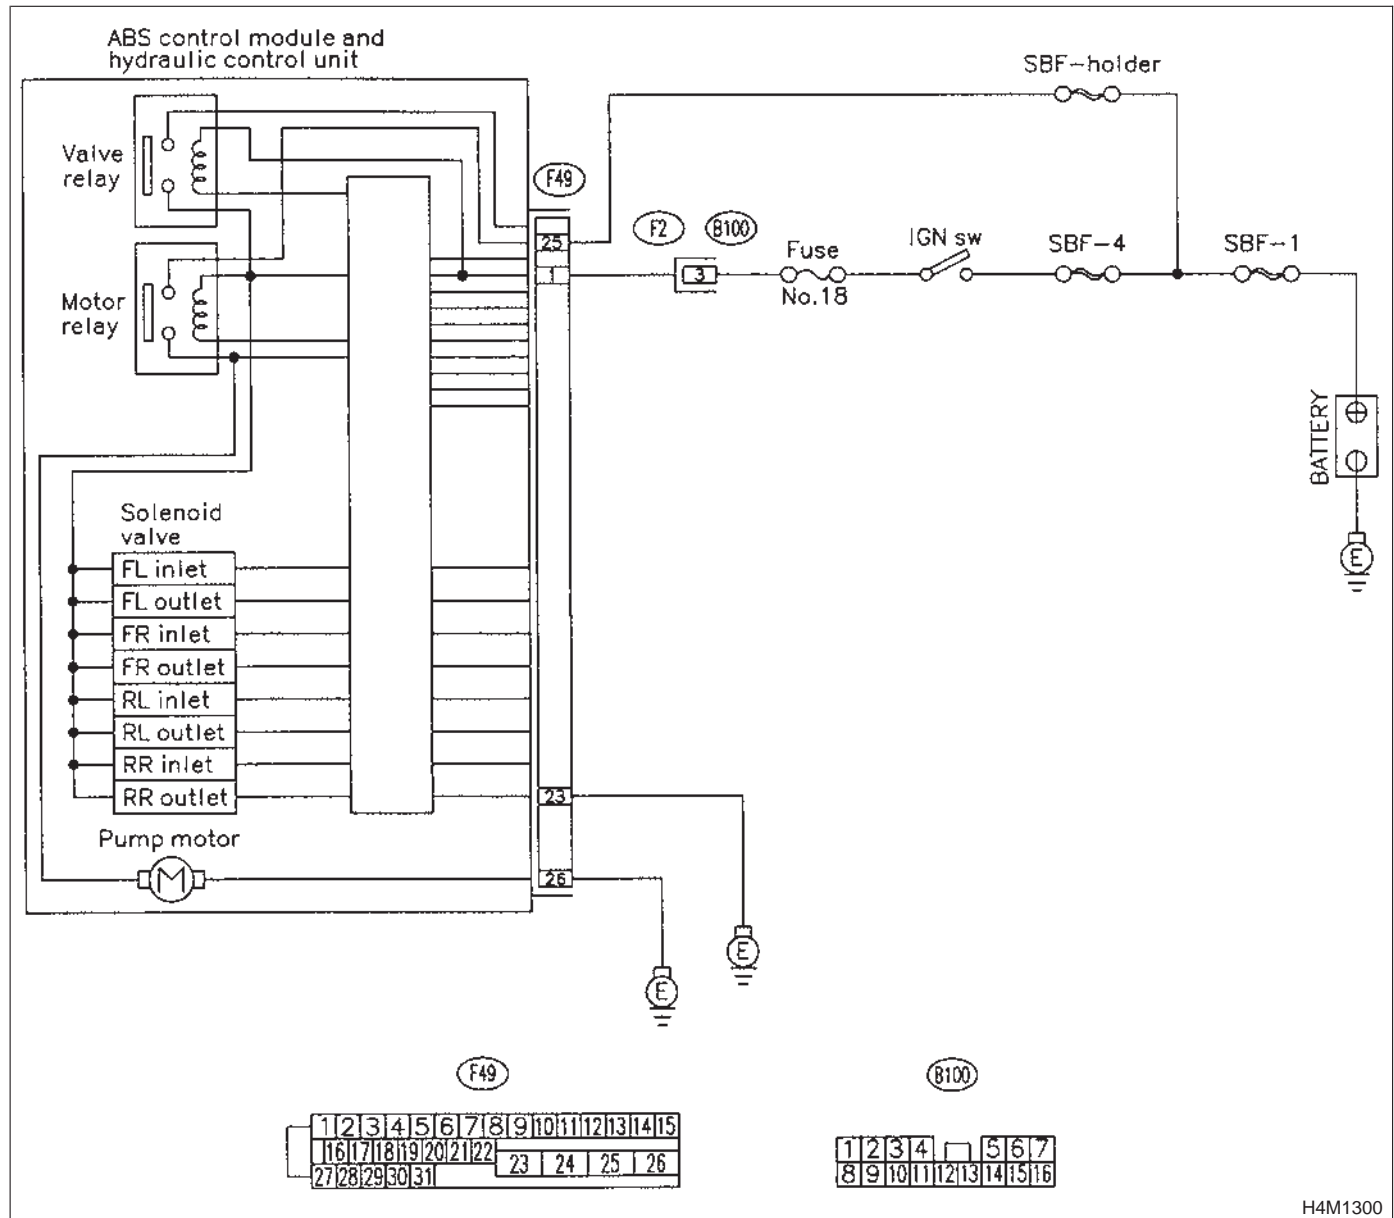 ABS control module and
hydraulic control unit
SBF-holder
Valve
relay
F49
25
F2
B100
Fuse
IGN sw
SBF-4
SBF-1
1
3
No.18
Motor
relay
BATTERY
E
Solenoid
valve
FL inlet
FL outlet
FR inlet
FR outlet
RL inlet
RL outlet
RR inlet
RR outlet
23
Pump motor
M
26
E
E
F49
B100
1 2 3 4 5 6 7 8 9 10 11 12 13 14 15
16 17 18 19 20 21 22
23 24 25 26
27 28 29 30 31
1 2 3 4 5 6 7
8 9 10 11 12 13 14 15 16
H4M1300